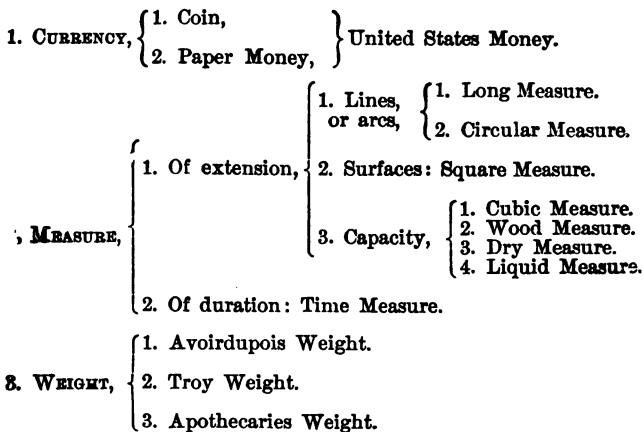 1. CURRENCY, 1. Coin,
2. Paper Money, United States Money.
1. Lines, or arcs, 1. Long Measure.
2. Circular Measure.
, MEASURE, 1. Of extension, 2. Surfaces: Square Measure.
3. Capacity, 1. Cubic Measure.
2. Wood Measure.
3. Dry Measure.
4. Liquid Measure.
2. Of duration: Time Measure.
1. Avoirdupois Weight.
3. WEIGHT, 2. Troy Weight.
3. Apothecaries Weight.